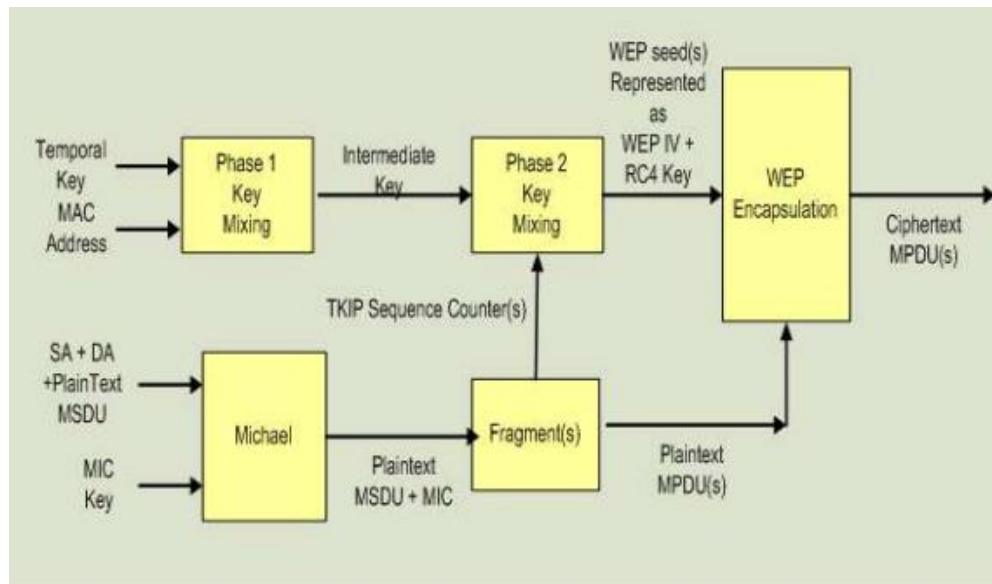 Temporal
Key
MAC
Address
Phase 1
Key
Mixing
Intermediate
Key
Phase 2
Key
Mixing
WEP seed(s)
Represented
as
WEP IV +
RC4 Key
WEP
Encapsulation
Ciphertext
MPDU(s)
TKIP Sequence Counter(s)
SA + DA
+PlainText
MSDU
MIC
Key
Michael
Plaintext
MSDU + MIC
Fragment(s)
Plaintext
MPDU(s)